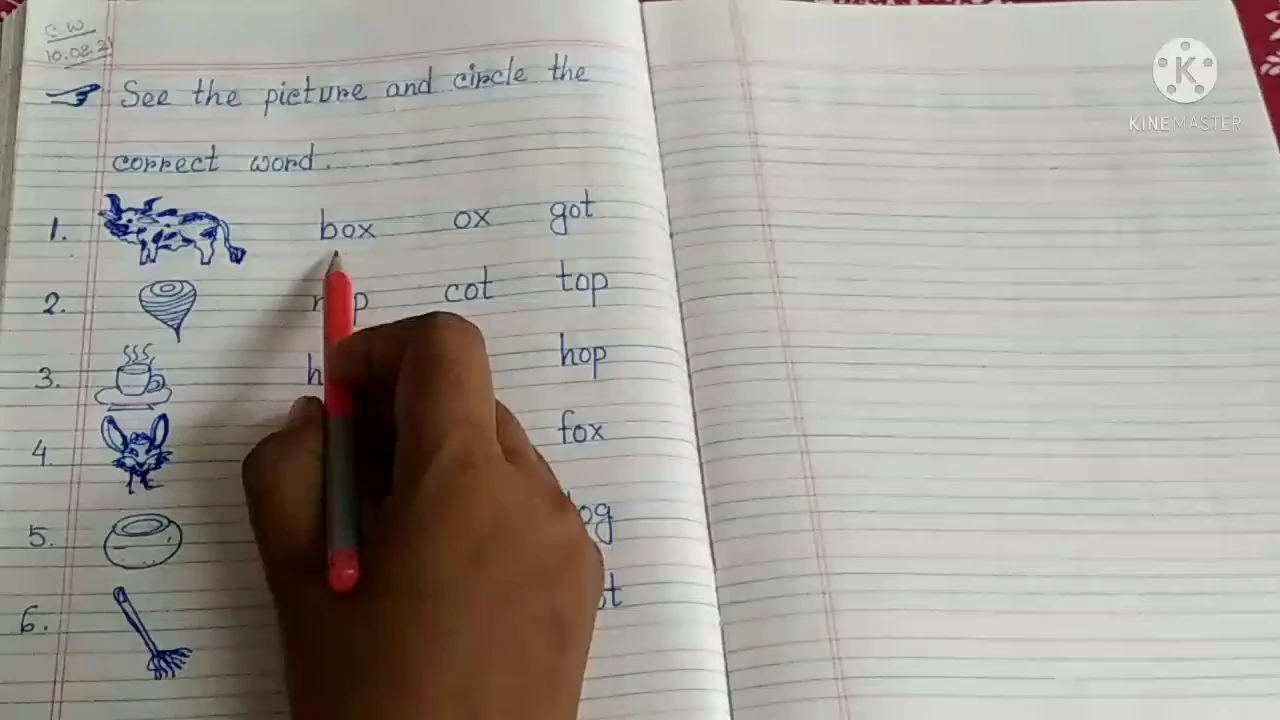 C.W
10.08.21
See the picture and circle the
correct word.
1. box ox got
2. cot top
3. hop
4. fox
5.
6.
KINEMASTER